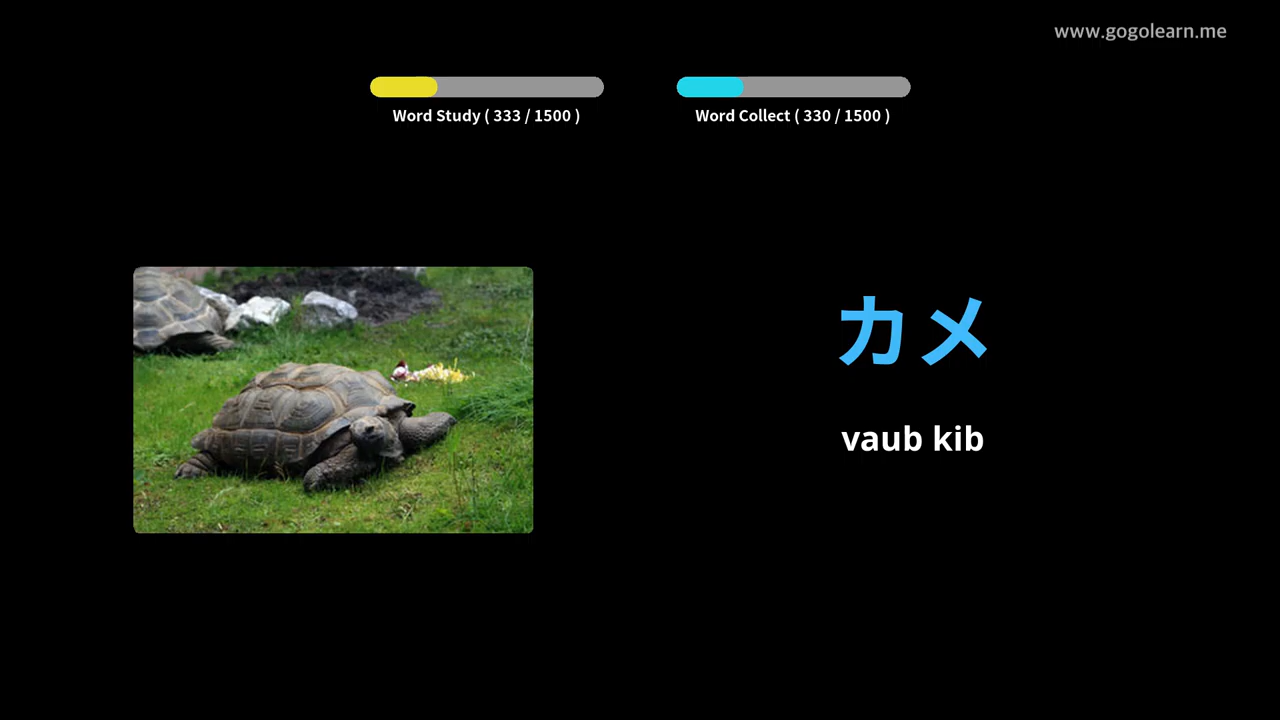 www.gogolearn.me
Word Study ( 333 / 1500 )
Word Collect ( 330 / 1500 )
カメ
vaub kib